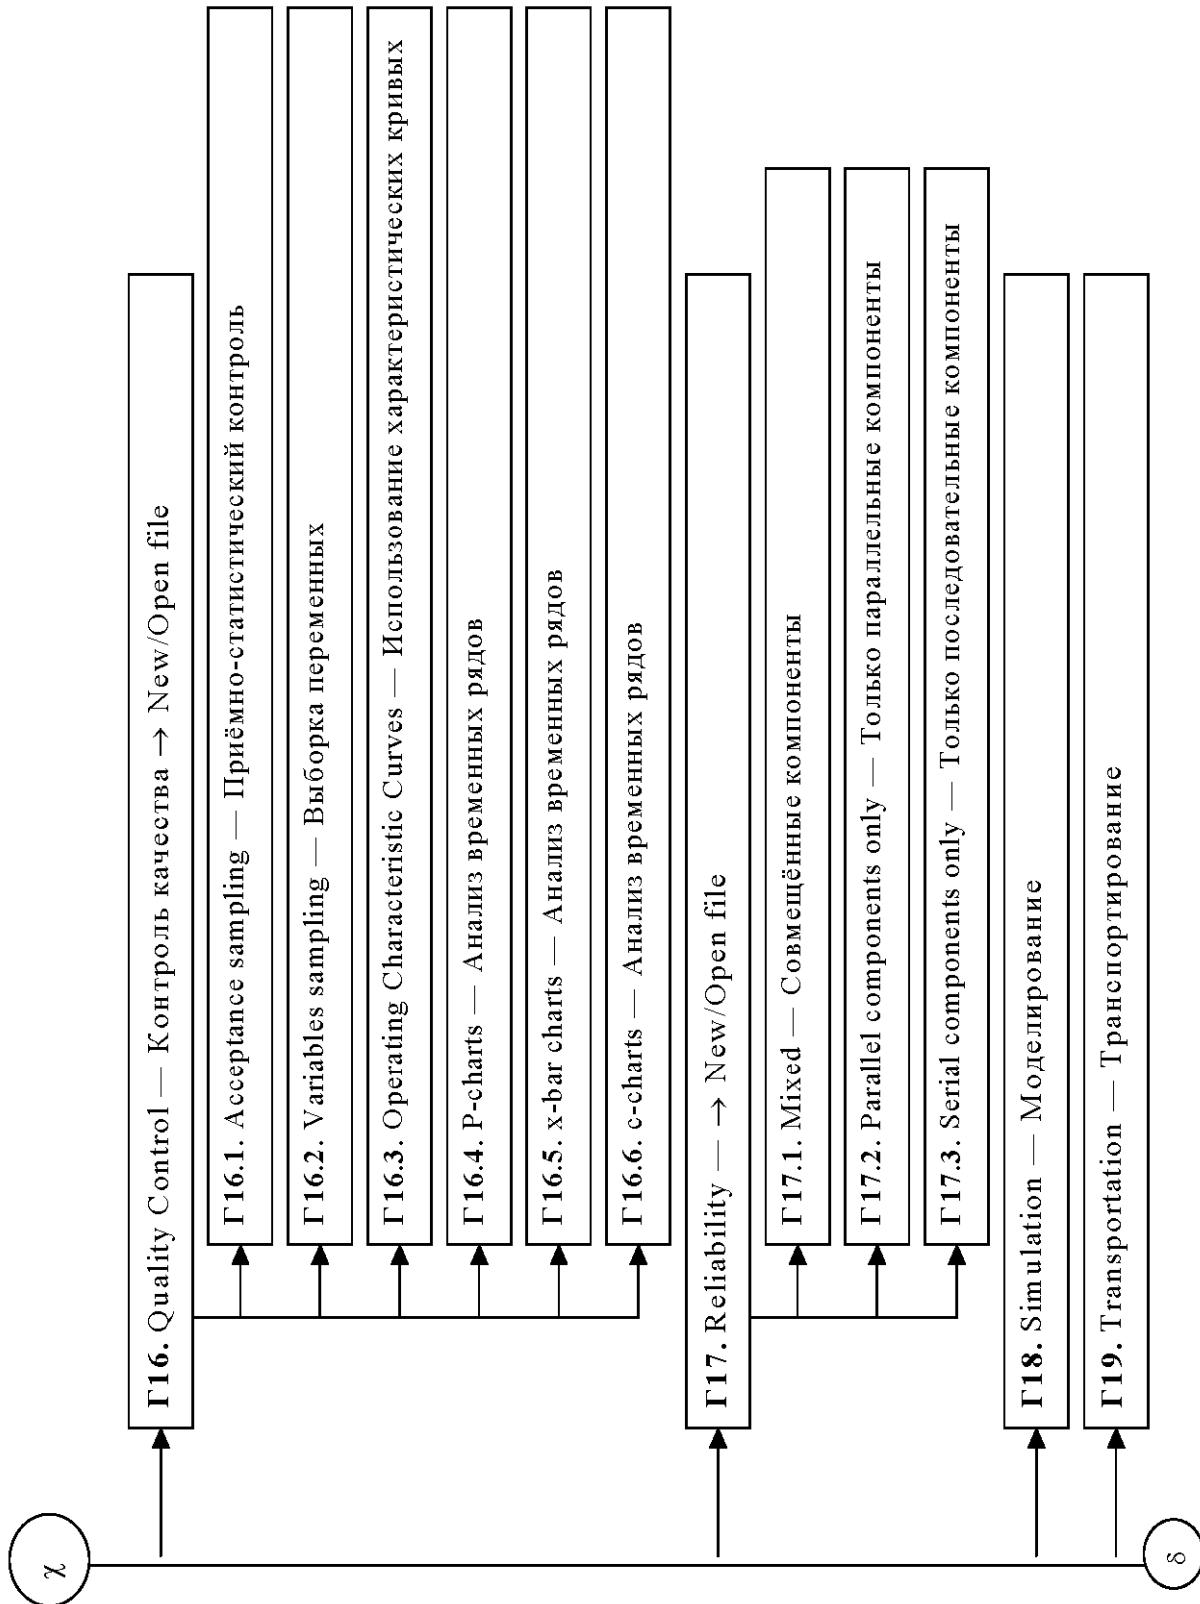 χ
Г16. Quality Control — Контроль качества → New/Open file
Г16.1. Acceptance sampling — Приёмно-статистический контроль
Г16.2. Variables sampling — Выборка переменных
Г16.3. Operating Characteristic Curves — Использование характеристических кривых
Г16.4. P-charts — Анализ временных рядов
Г16.5. x-bar charts — Анализ временных рядов
Г16.6. c-charts — Анализ временных рядов
Г17. Reliability — → New/Open file
Г17.1. Mixed — Совмещённые компоненты
Г17.2. Parallel components only — Только параллельные компоненты
Г17.3. Serial components only — Только последовательные компоненты
Г18. Simulation — Моделирование
Г19. Transportation — Транспортирование
δ